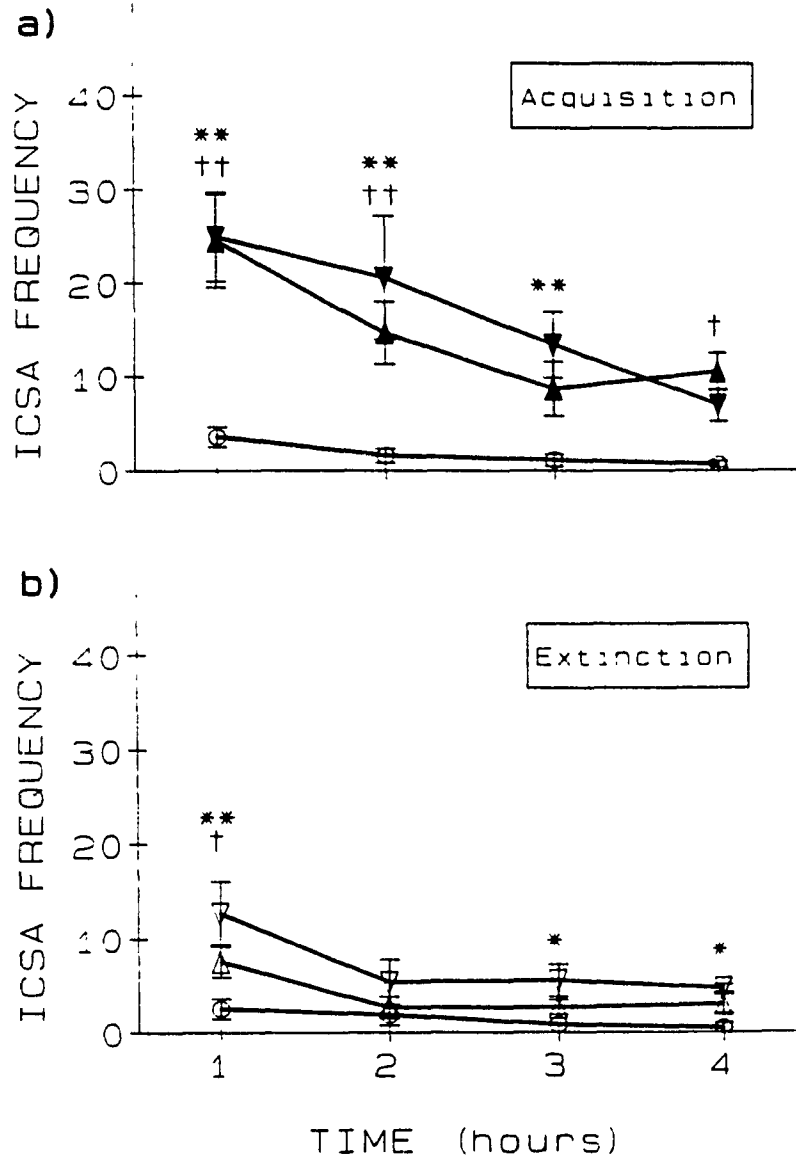 a)
Acquisition
ICSA FREQUENCY
40
30
20
10
0
**
††
**
††
**
†
b)
Extinction
ICSA FREQUENCY
40
30
20
10
0
**
†
*
*
1 2 3 4
TIME (hours)